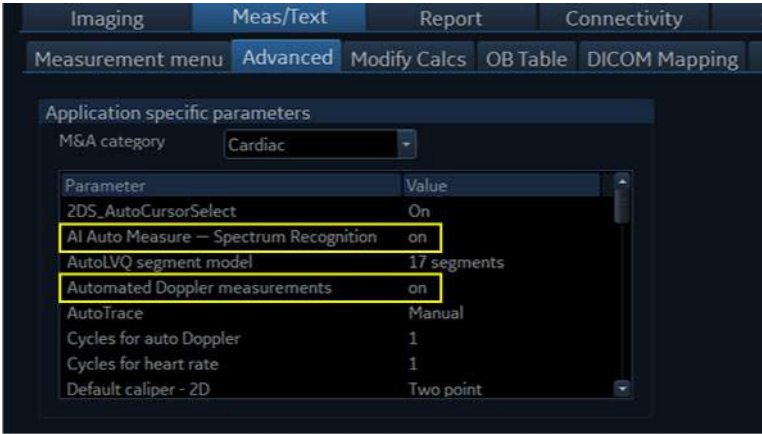 Imaging Meas/Text Report Connectivity
Measurement menu Advanced Modify Calcs OB Table DICOM Mapping
Application specific parameters
M&A category Cardiac
Parameter Value
2DS_AutoCursorSelect On
AI Auto Measure — Spectrum Recognition on
AutoLVQ segment model 17 segments
Automated Doppler measurements on
AutoTrace Manual
Cycles for auto Doppler 1
Cycles for heart rate 1
Default caliper - 2D Two point